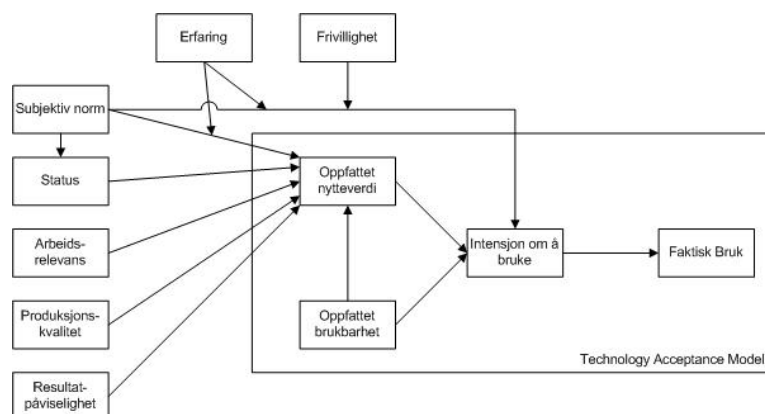 Erfaring
Frivillighet
Subjektiv norm
Status
Oppfattet
nytteverdi
Arbeids-
relevans
Intensjon om å
bruke
Faktisk Bruk
Produksjons-
kvalitet
Oppfattet
brukbarhet
Technology Acceptance Model
Resultat-
påviselighet